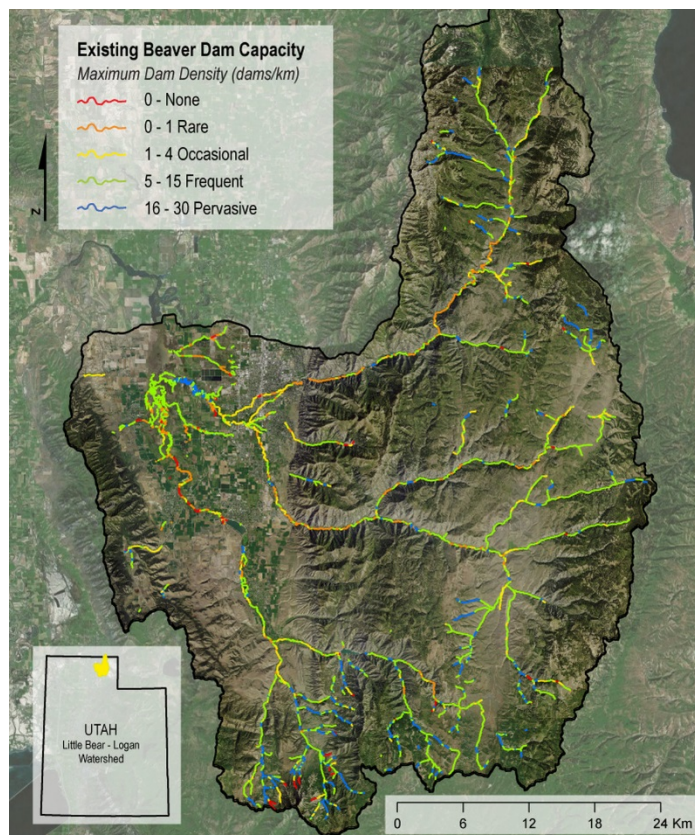 Existing Beaver Dam Capacity
Maximum Dam Density (dams/km)
0 - None
0 - 1 Rare
1 - 4 Occasional
5 - 15 Frequent
16 - 30 Pervasive
N
UTAH
Little Bear - Logan
Watershed
0 6 12 18 24 Km